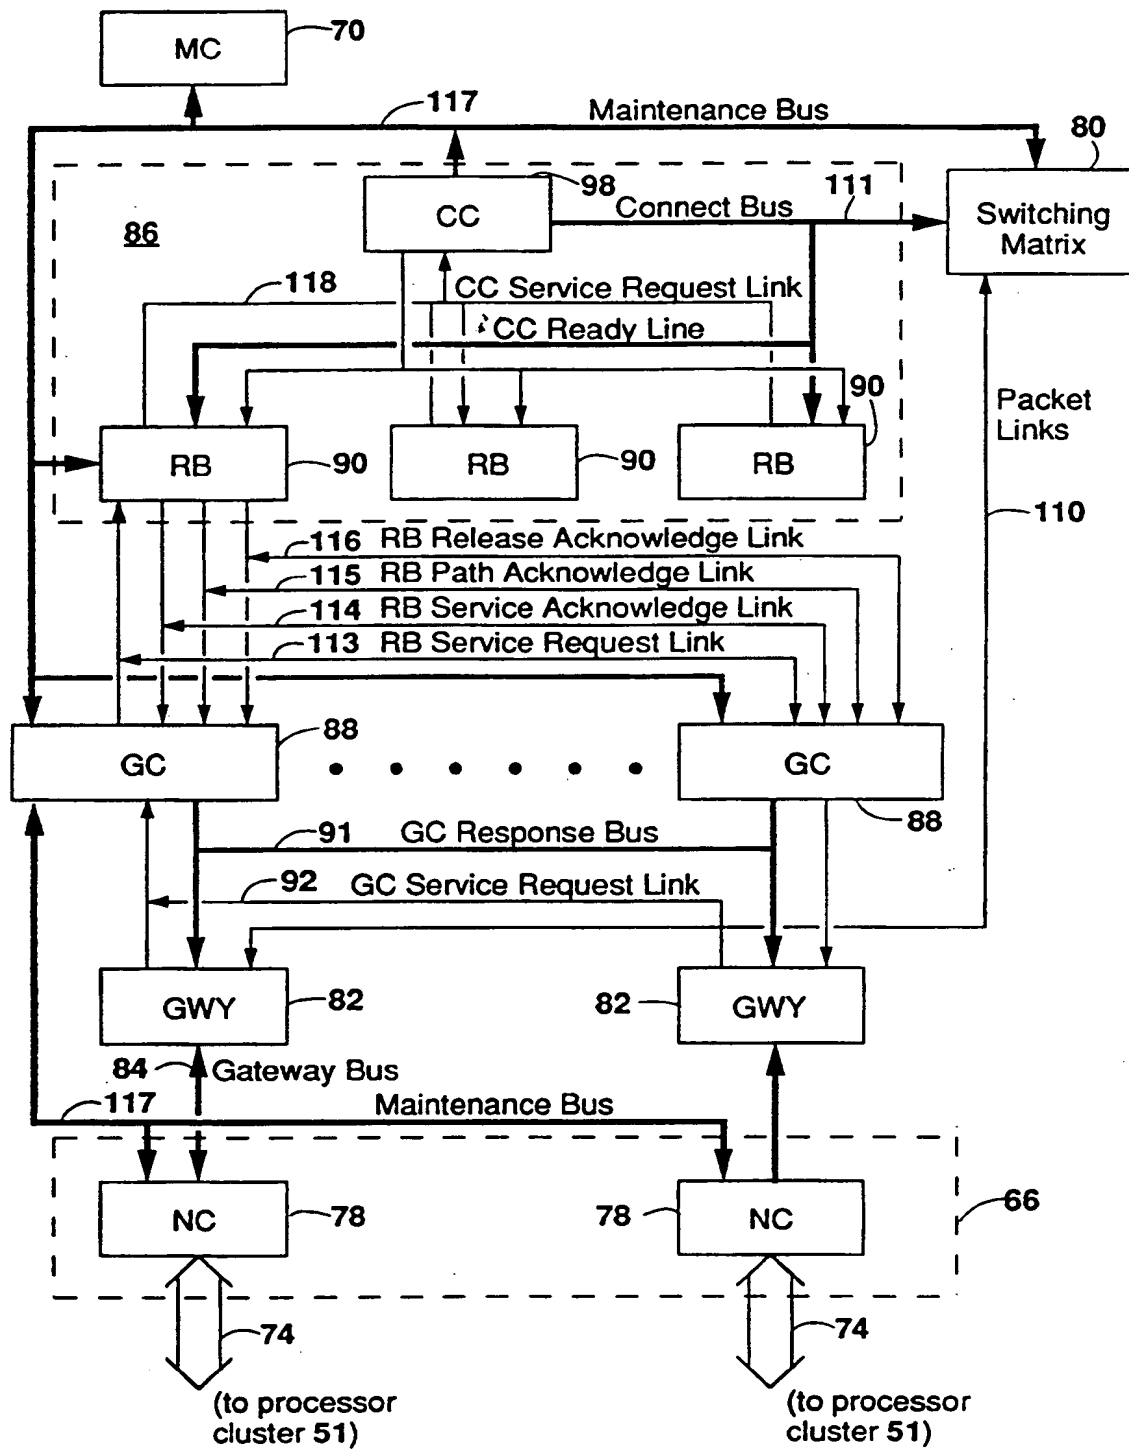 MC
70
117
Maintenance Bus
80
98
CC
Connect Bus
111
Switching
Matrix
86
118
CC Service Request Link
CC Ready Line
90
Packet
Links
RB
90
RB
90
RB
110
116 RB Release Acknowledge Link
115 RB Path Acknowledge Link
114 RB Service Acknowledge Link
113 RB Service Request Link
88
GC
GC
88
91
GC Response Bus
92
GC Service Request Link
GWY
82
82
GWY
84
Gateway Bus
117
Maintenance Bus
NC
78
78
NC
66
74
74
(to processor
cluster 51)
(to processor
cluster 51)